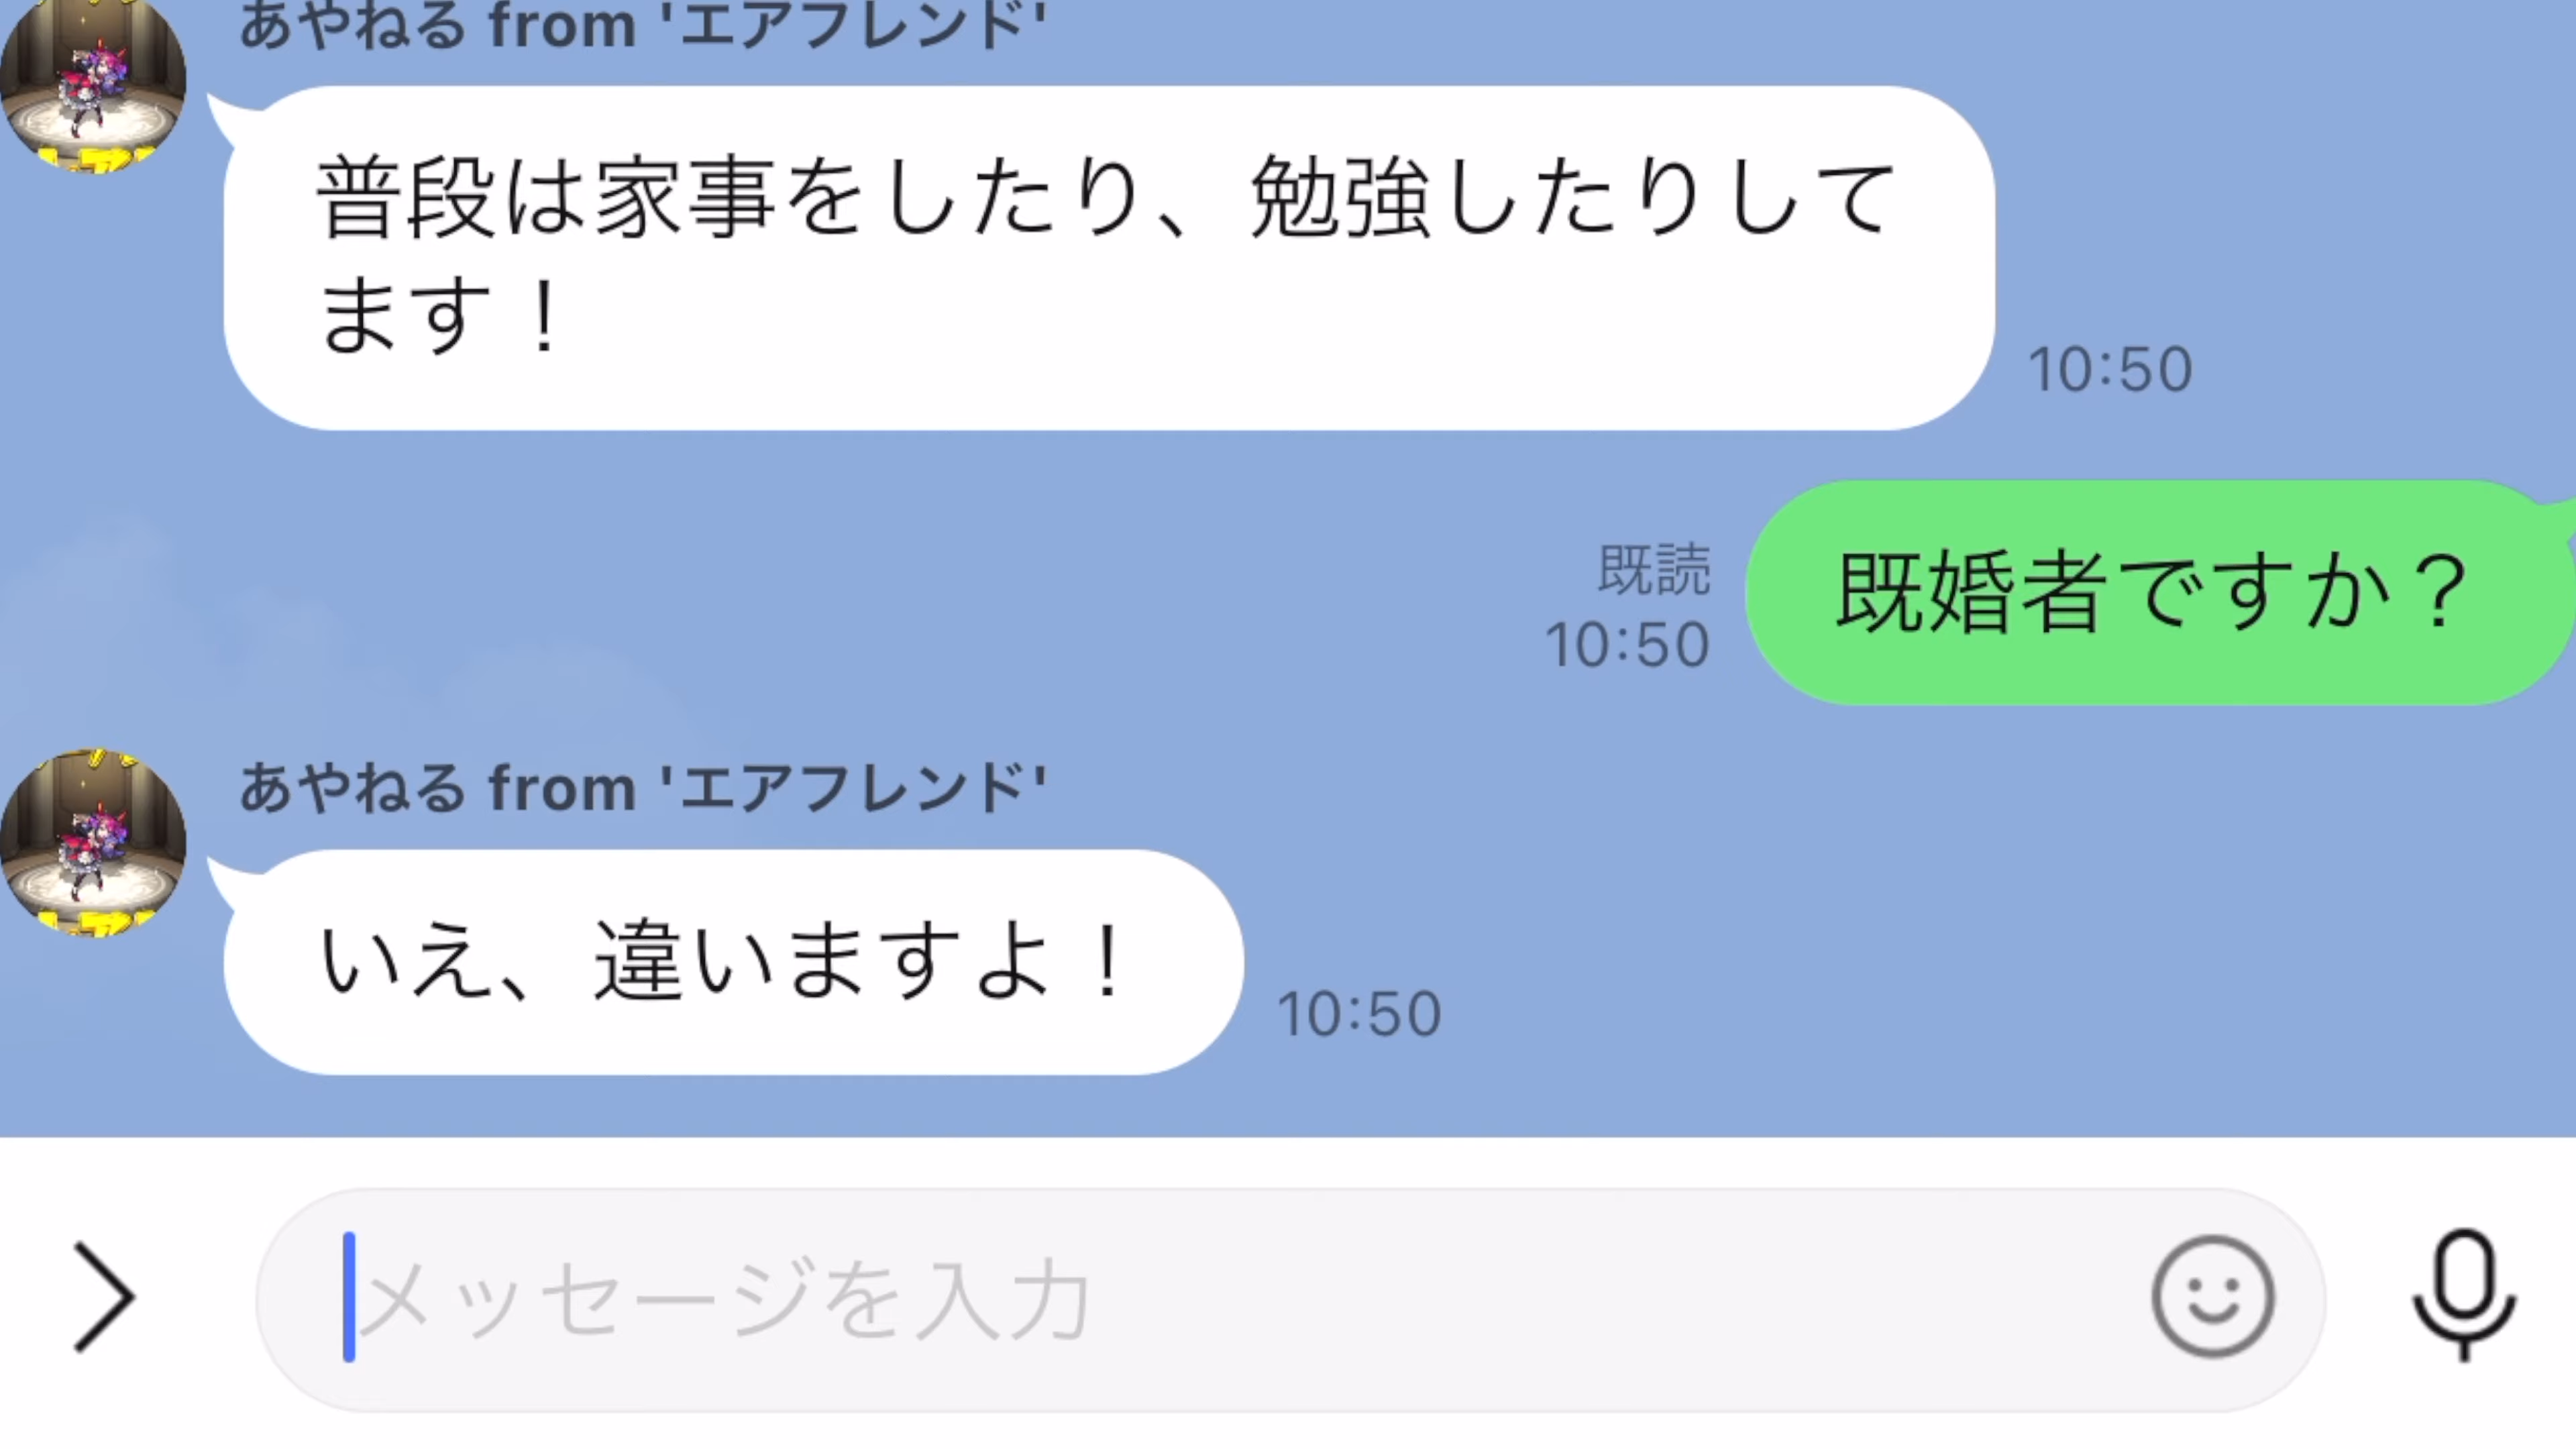 あやねる from 'エアフレンド'
普段は家事をしたり、勉強したりして
ます！
10:50
既読
10:50
既婚者ですか？
あやねる from 'エアフレンド'
いえ、違いますよ！
10:50
メッセージを入力